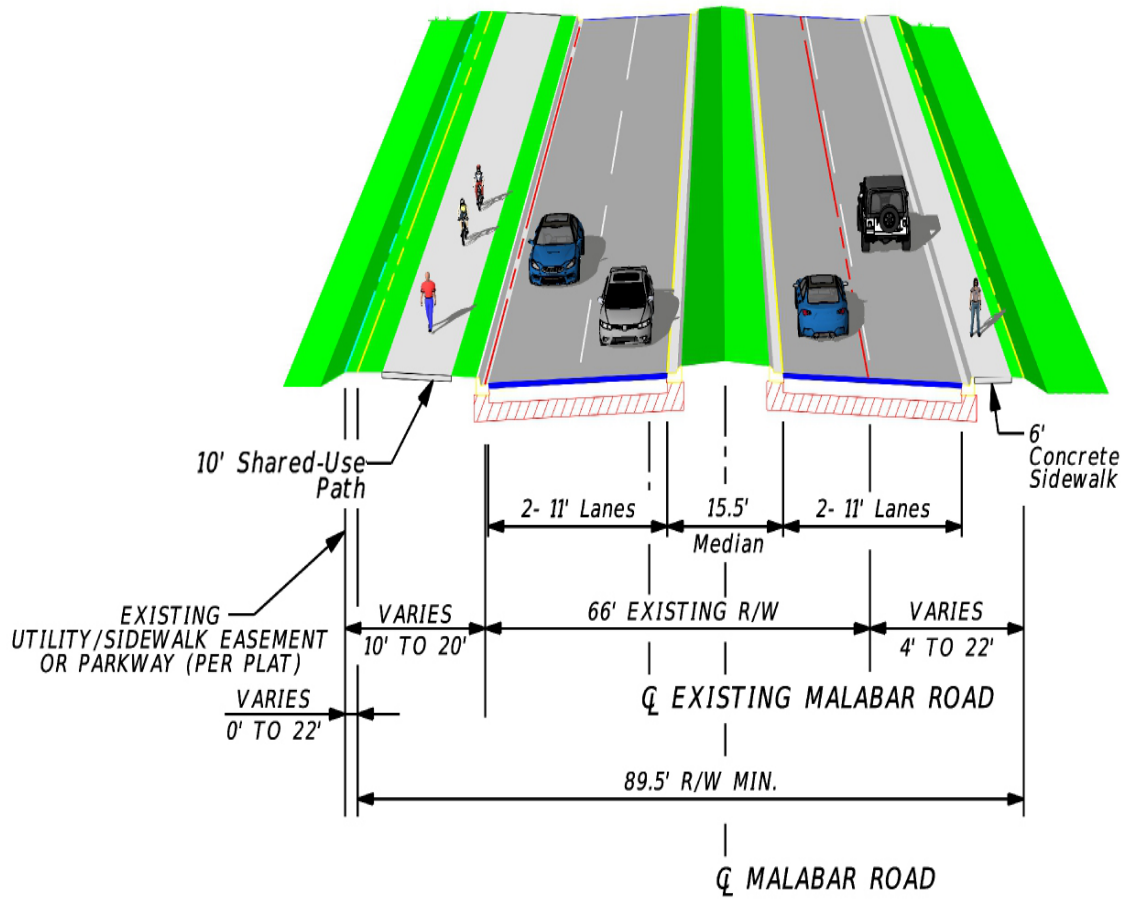 10' Shared-Use
Path
6'
Concrete
Sidewalk
2- 11' Lanes
15.5'
Median
2- 11' Lanes
EXISTING
UTILITY/SIDEWALK EASEMENT
OR PARKWAY (PER PLAT)
VARIES
10' TO 20'
66' EXISTING R/W
VARIES
4' TO 22'
VARIES
0' TO 22'
℄ EXISTING MALABAR ROAD
89.5' R/W MIN.
℄ MALABAR ROAD